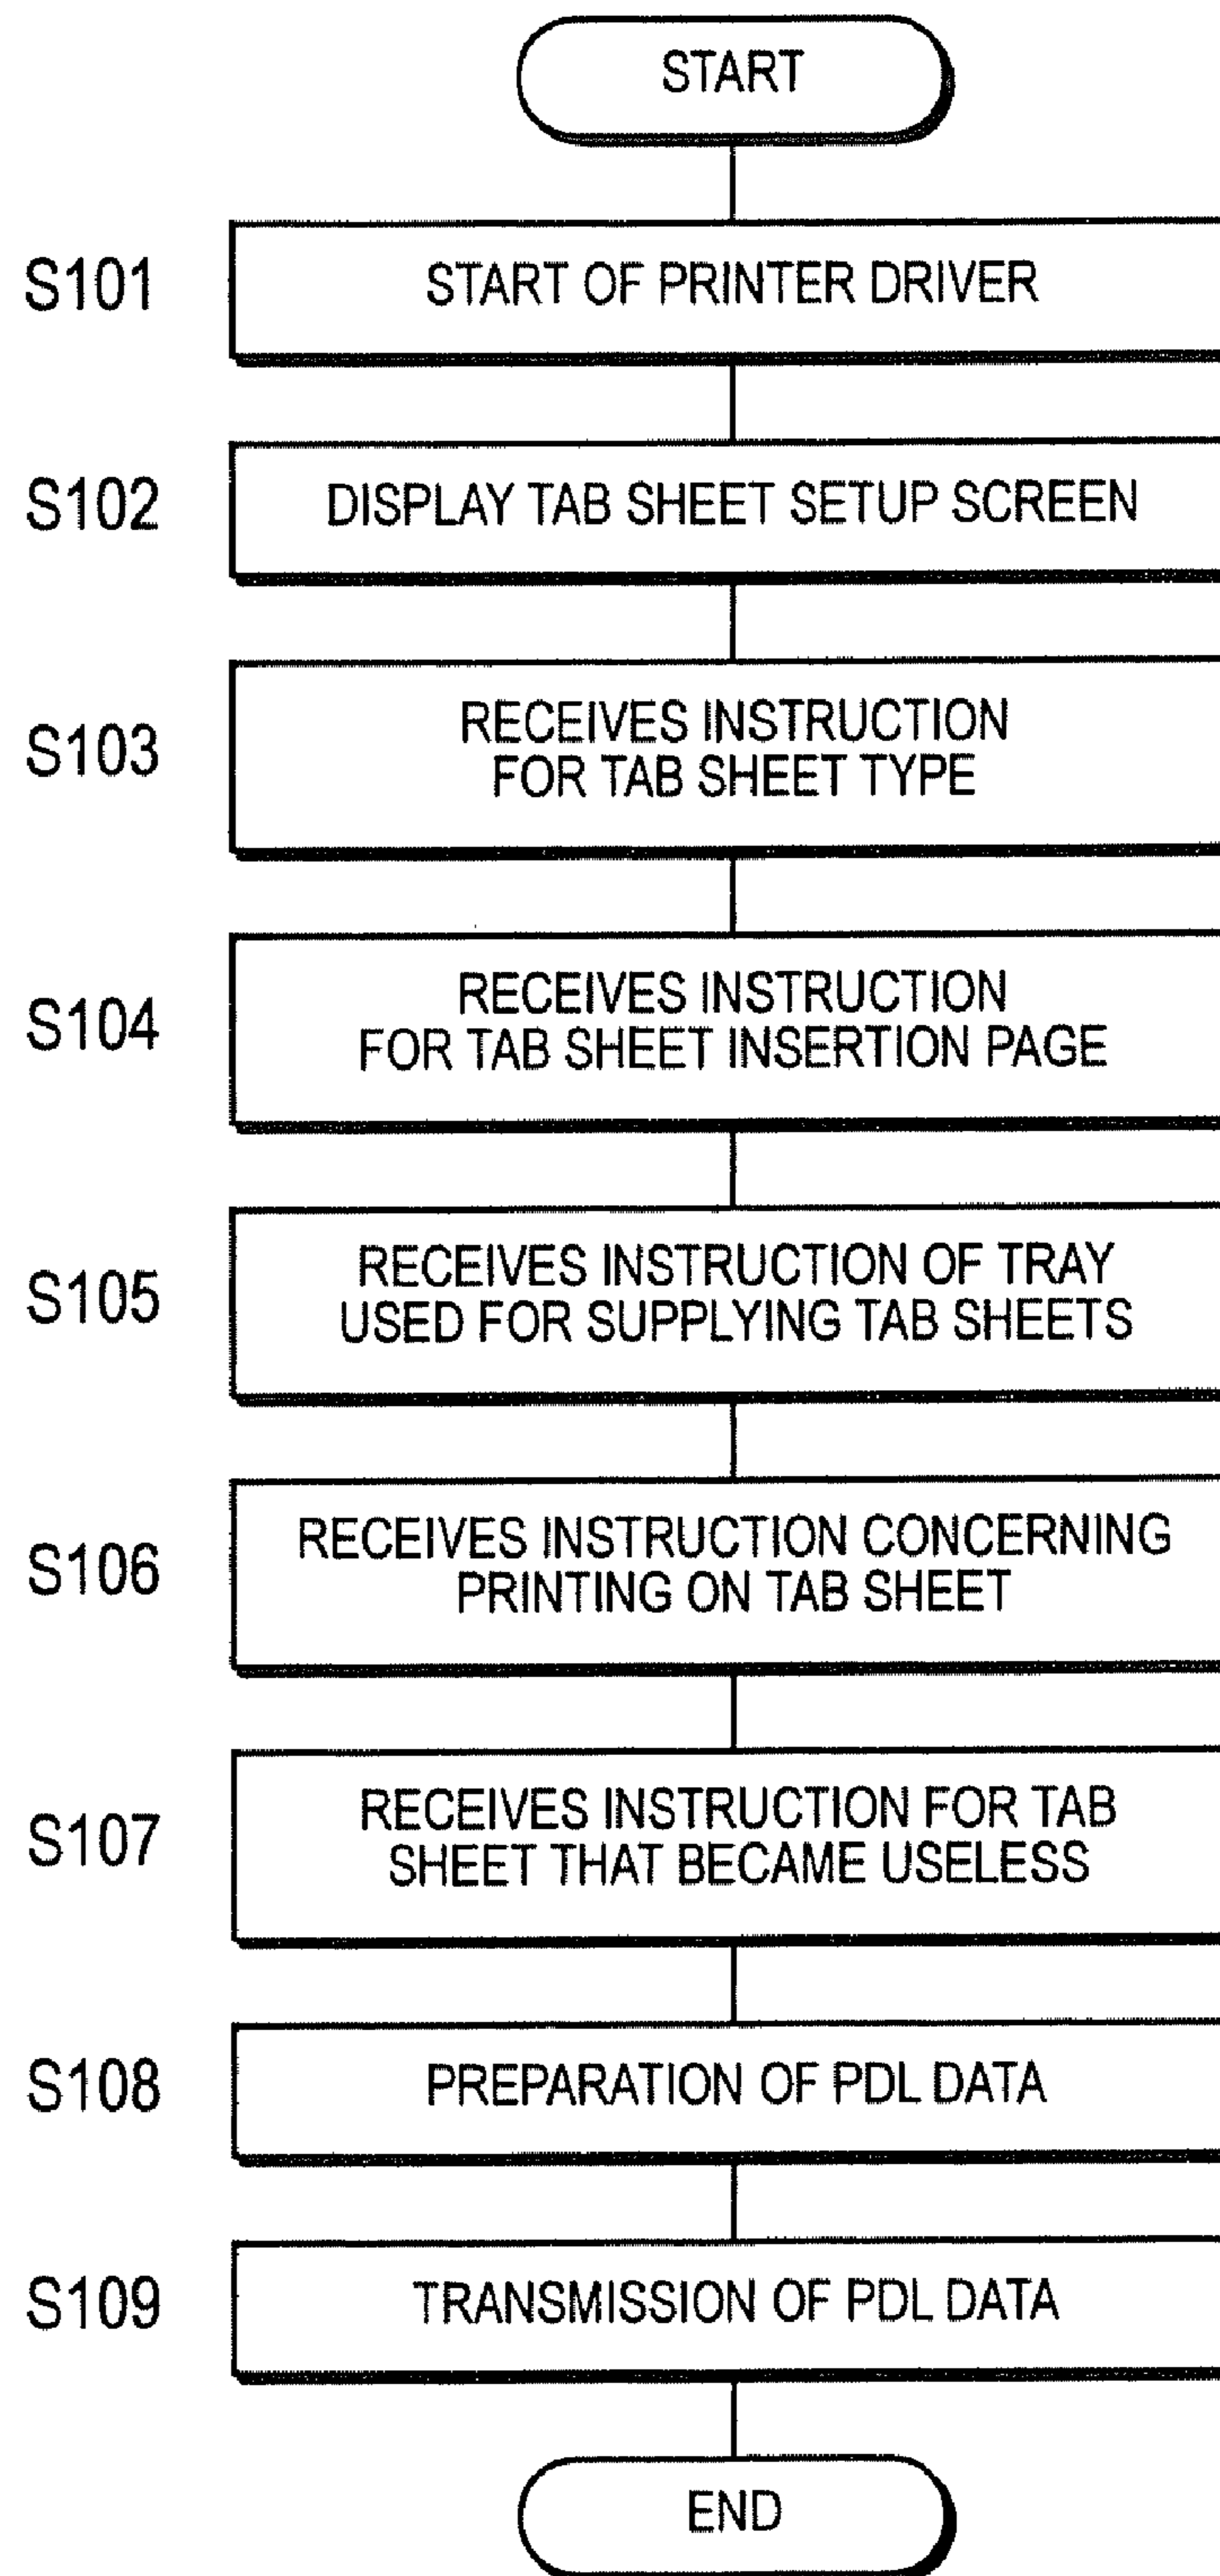 START
S101
START OF PRINTER DRIVER
S102
DISPLAY TAB SHEET SETUP SCREEN
S103
RECEIVES INSTRUCTION
FOR TAB SHEET TYPE
S104
RECEIVES INSTRUCTION
FOR TAB SHEET INSERTION PAGE
S105
RECEIVES INSTRUCTION OF TRAY
USED FOR SUPPLYING TAB SHEETS
S106
RECEIVES INSTRUCTION CONCERNING
PRINTING ON TAB SHEET
S107
RECEIVES INSTRUCTION FOR TAB
SHEET THAT BECAME USELESS
S108
PREPARATION OF PDL DATA
S109
TRANSMISSION OF PDL DATA
END